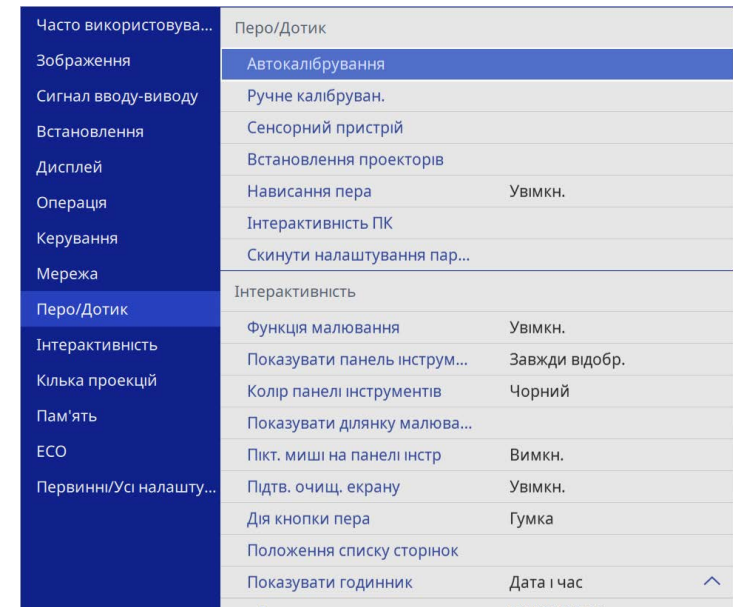 Часто використовува...
Зображення
Сигнал вводу-виводу
Встановлення
Дисплей
Операція
Керування
Мережа
Перо/Дотик
Інтерактивність
Кілька проекцій
Пам'ять
ECO
Первинні/Усі налашту...
Перо/Дотик
Автокалібрування
Ручне калібруван.
Сенсорний пристрій
Встановлення проекторів
Нависання пера Увімкн.
Інтерактивність ПК
Скинути налаштування пар...
Інтерактивність
Функція малювання Увімкн.
Показувати панель інструм... Завжди відобр.
Колір панелі інструментів Чорний
Показувати ділянку малюва...
Пікт. миші на панелі інстр Вимкн.
Підтв. очищ. екрану Увімкн.
Дія кнопки пера Гумка
Положення списку сторінок
Показувати годинник Дата і час